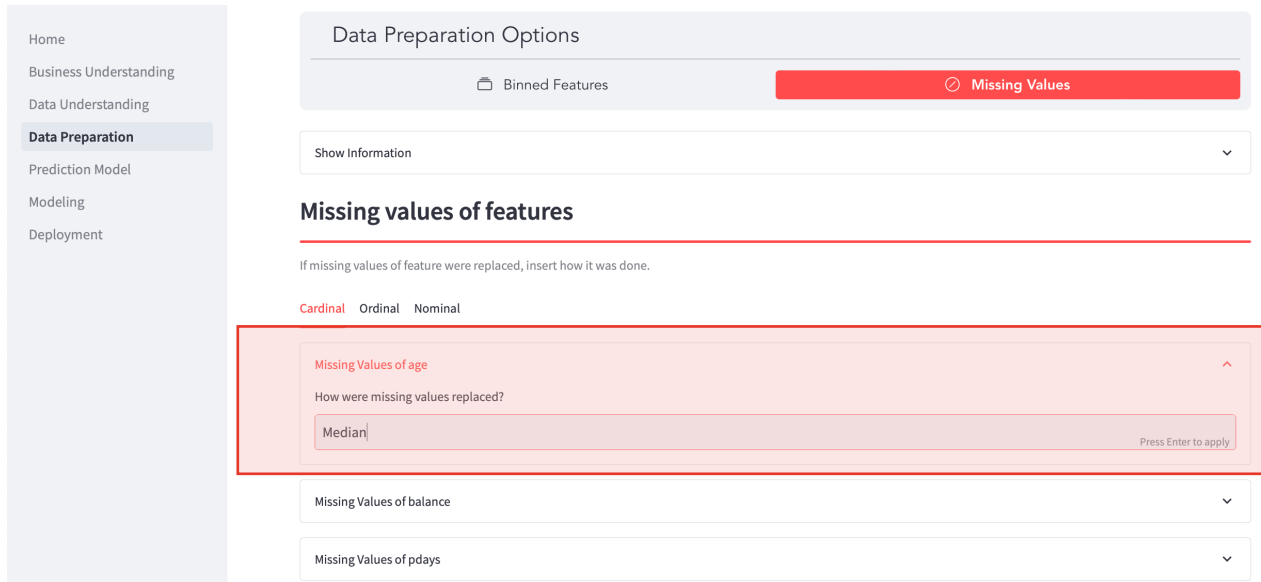 Home
Business Understanding
Data Understanding
Data Preparation
Prediction Model
Modeling
Deployment
Data Preparation Options
Binned Features
Missing Values
Show Information
Missing values of features
If missing values of feature were replaced, insert how it was done.
Cardinal Ordinal Nominal
Missing Values of age
How were missing values replaced?
Median
Press Enter to apply
Missing Values of balance
Missing Values of pdays